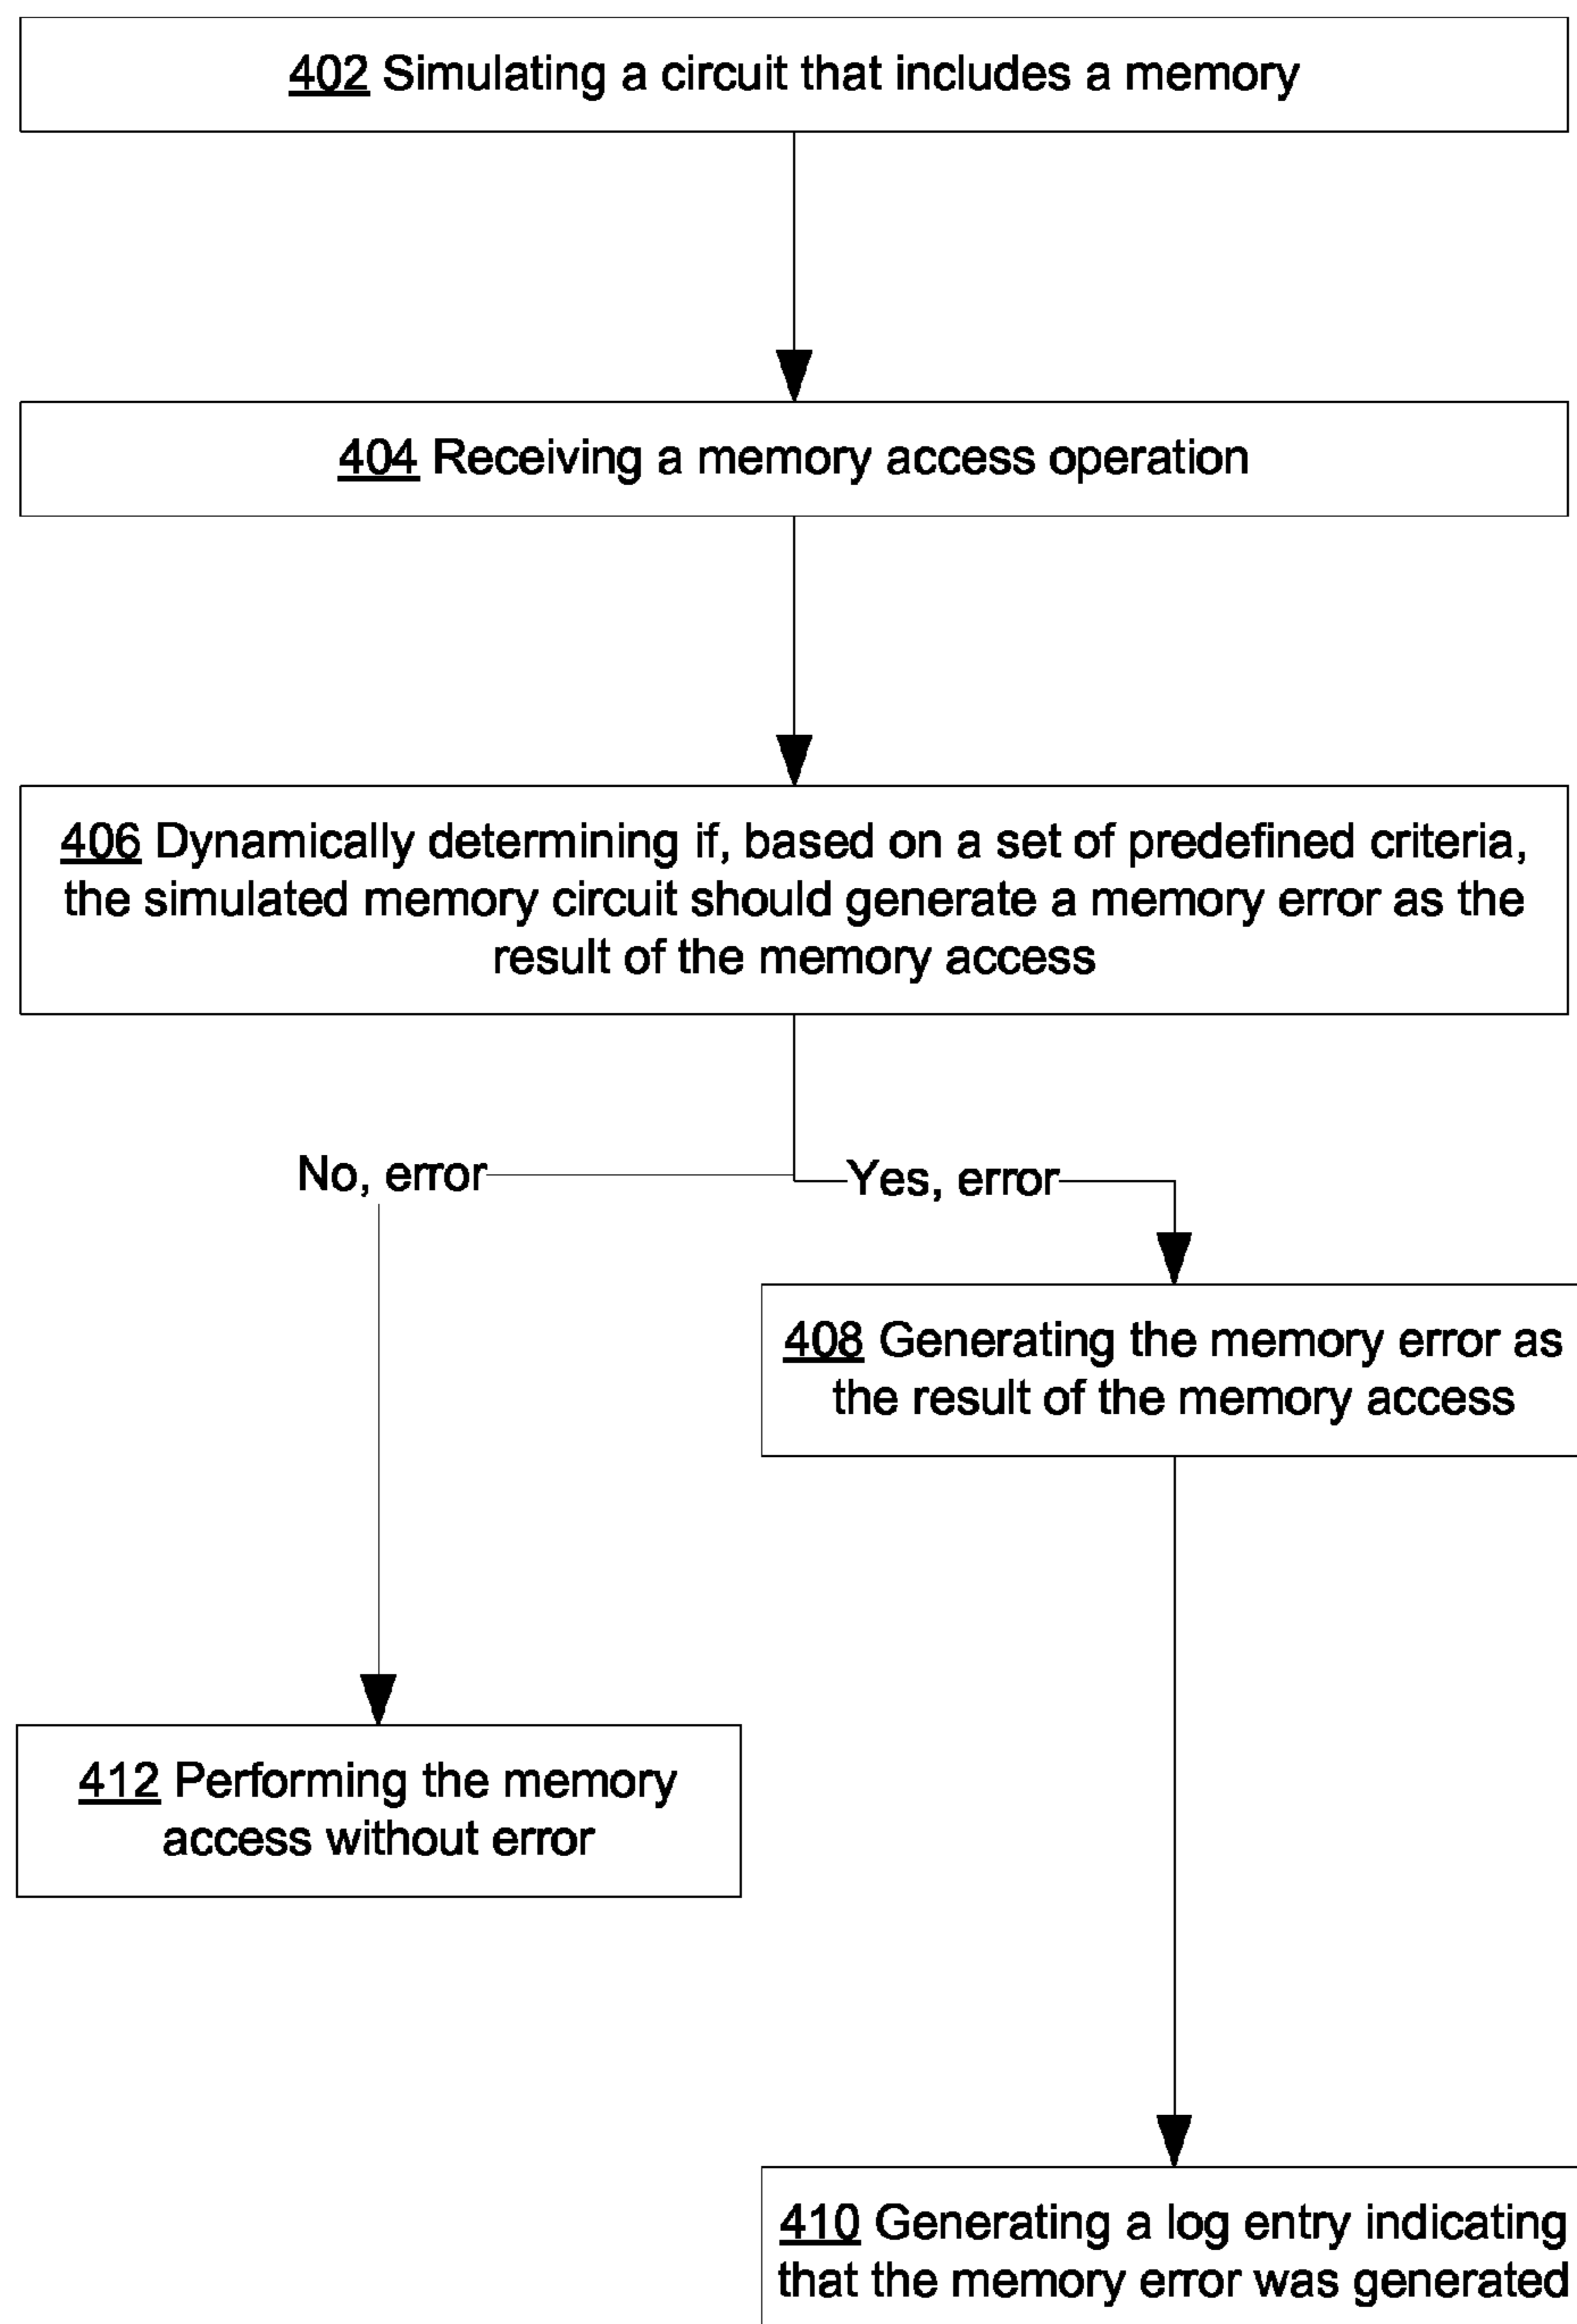 402 Simulating a circuit that includes a memory
404 Receiving a memory access operation
406 Dynamically determining if, based on a set of predefined criteria,
the simulated memory circuit should generate a memory error as the
result of the memory access
No, error
Yes, error
408 Generating the memory error as
the result of the memory access
412 Performing the memory
access without error
410 Generating a log entry indicating
that the memory error was generated